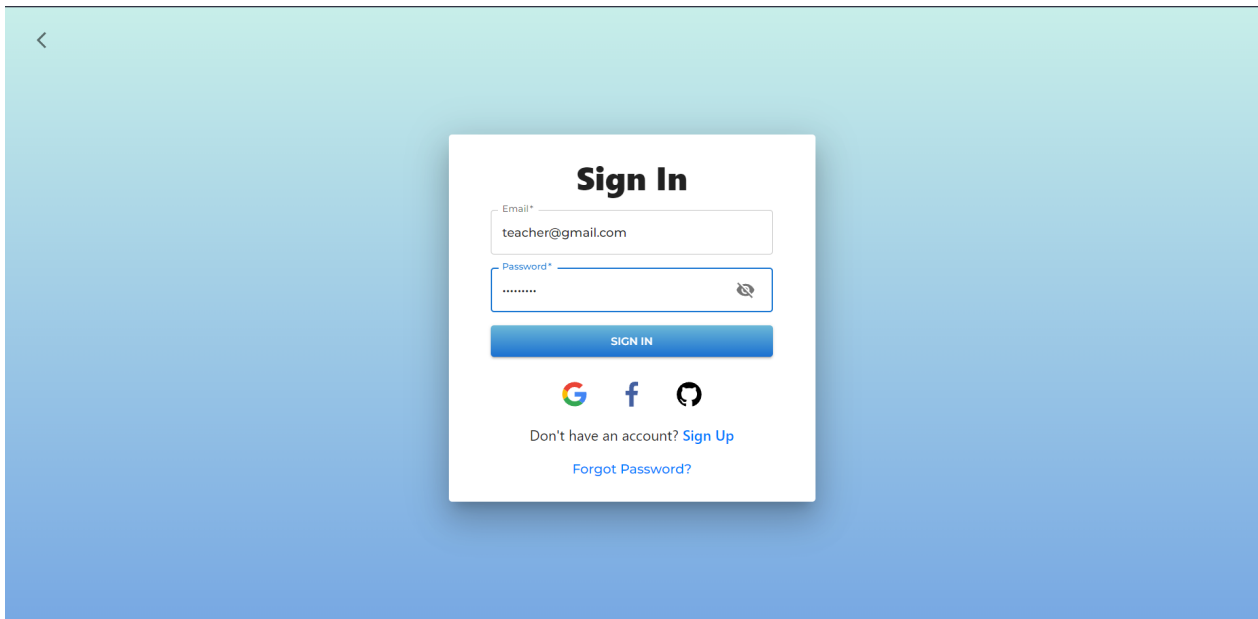 Sign In
Email*
teacher@gmail.com
Password*
•••••••••
SIGN IN
Don't have an account? Sign Up
Forgot Password?